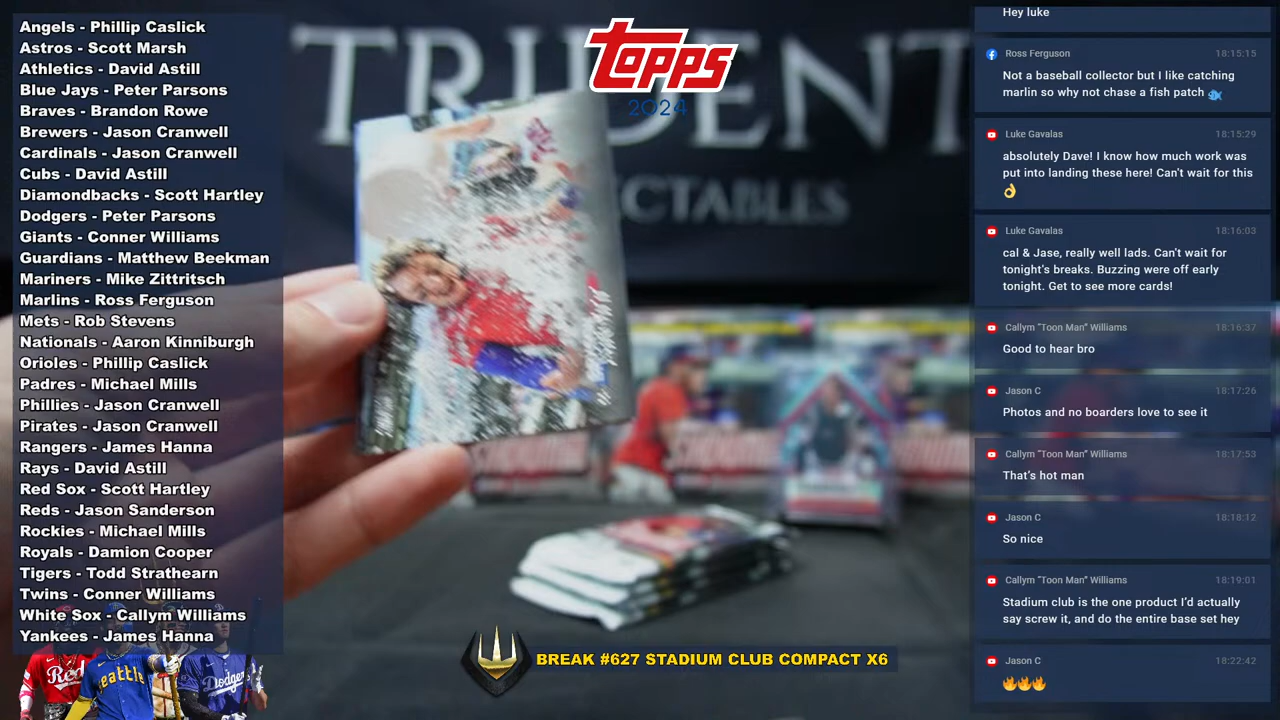 Angels - Phillip Caslick
Astros - Scott Marsh
Athletics - David Astill
Blue Jays - Peter Parsons
Braves - Brandon Rowe
Brewers - Jason Cranwell
Cardinals - Jason Cranwell
Cubs - David Astill
Diamondbacks - Scott Hartley
Dodgers - Peter Parsons
Giants - Conner Williams
Guardians - Matthew Beekman
Mariners - Mike Zittritsch
Marlins - Ross Ferguson
Mets - Rob Stevens
Nationals - Aaron Kinniburgh
Orioles - Phillip Caslick
Padres - Michael Mills
Phillies - Jason Cranwell
Pirates - Jason Cranwell
Rangers - James Hanna
Rays - David Astill
Red Sox - Scott Hartley
Reds - Jason Sanderson
Rockies - Michael Mills
Royals - Damion Cooper
Tigers - Todd Strathearn
Twins - Conner Williams
White Sox - Callym Williams
Yankees - James Hanna
Seattle
Dodgers
TRIDENT
ECTABLES
TOPPS
2024
BREAK #627 STADIUM CLUB COMPACT X6
Hey luke
Ross Ferguson 18:15:15
Not a baseball collector but I like catching
marlin so why not chase a fish patch 🐟
Luke Gavalas 18:15:29
absolutely Dave! I know how much work was
put into landing these here! Can't wait for this
👌
Luke Gavalas 18:16:03
cal & Jase, really well lads. Can't wait for
tonight's breaks. Buzzing were off early
tonight. Get to see more cards!
Callym "Toon Man" Williams 18:16:37
Good to hear bro
Jason C 18:17:26
Photos and no boarders love to see it
Callym "Toon Man" Williams 18:17:53
That's hot man
Jason C 18:18:12
So nice
Callym "Toon Man" Williams 18:19:01
Stadium club is the one product I'd actually
say screw it, and do the entire base set hey
Jason C 18:22:42
🔥🔥🔥